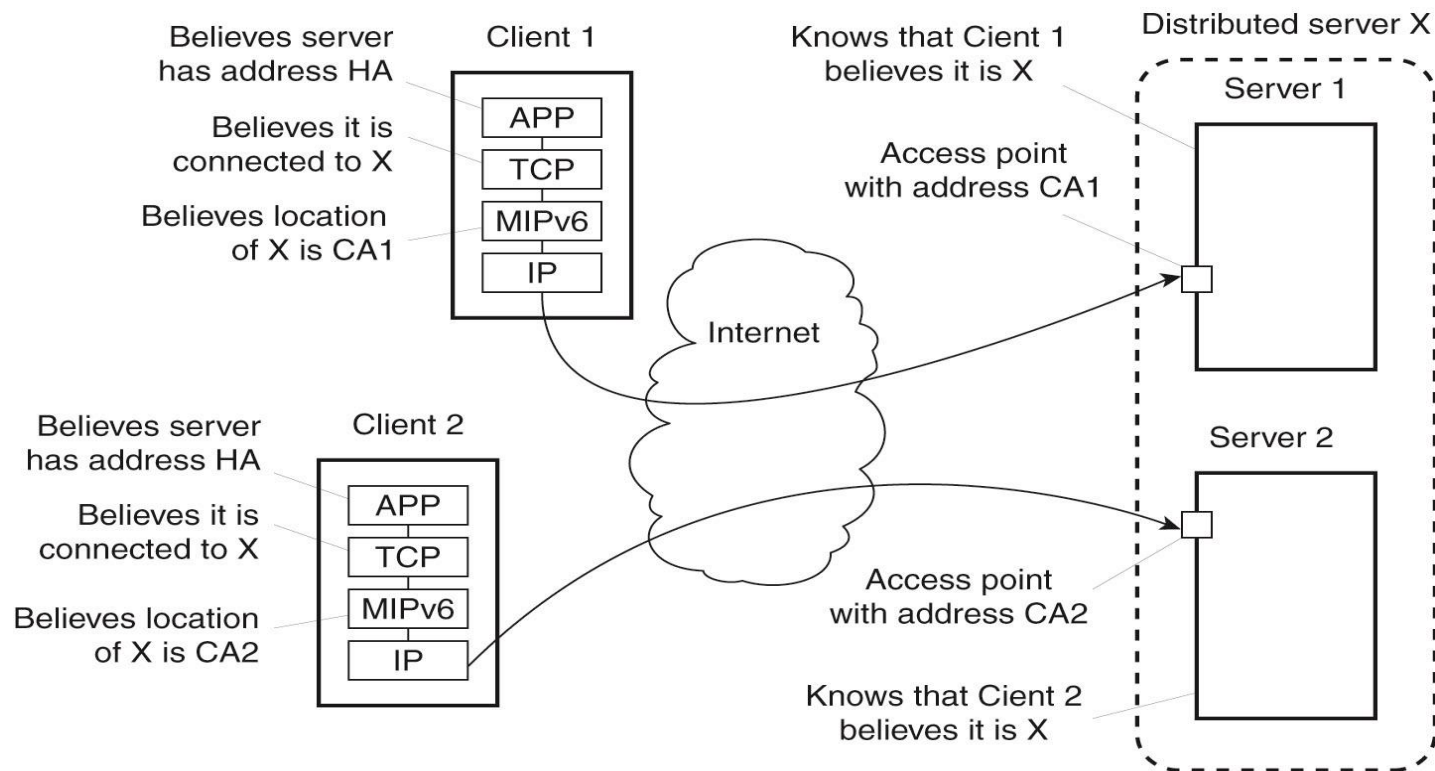 Believes server
has address HA
Client 1
APP
Believes it is
connected to X
TCP
Believes location
of X is CA1
MIPv6
IP
Internet
Knows that Cient 1
believes it is X
Distributed server X
Server 1
Access point
with address CA1
Believes server
has address HA
Client 2
APP
Believes it is
connected to X
TCP
Believes location
of X is CA2
MIPv6
IP
Server 2
Access point
with address CA2
Knows that Cient 2
believes it is X